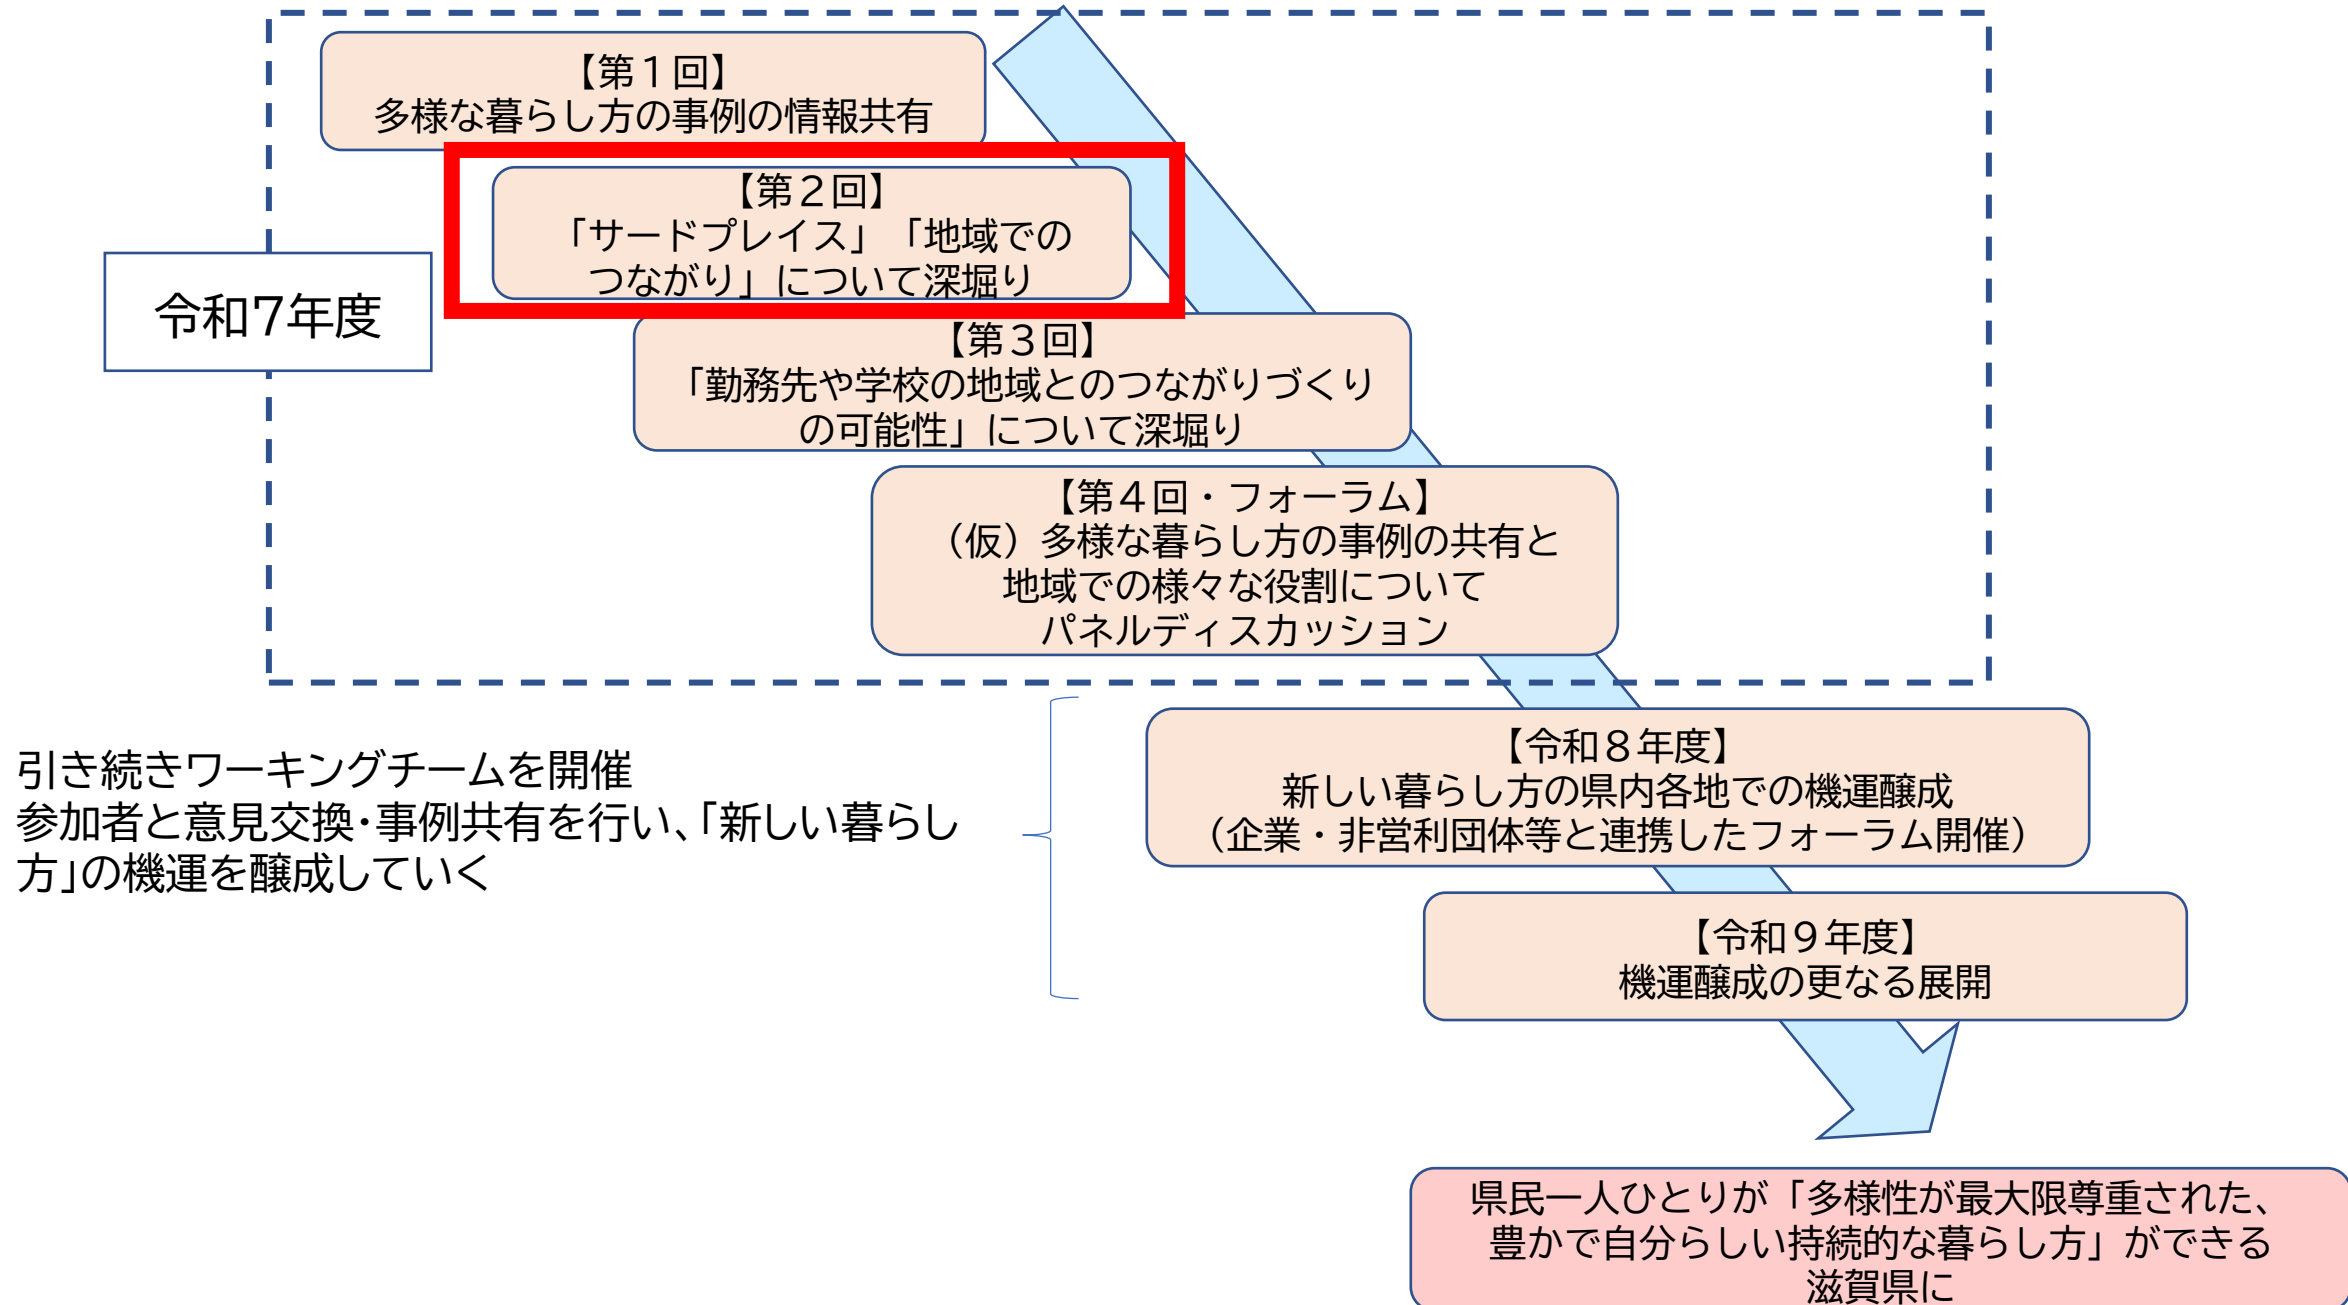 【第１回】
多様な暮らし方の事例の情報共有
【第２回】
「サードプレイス」「地域での
つながり」について深堀り
令和7年度
【第３回】
「勤務先や学校の地域とのつながりづくり
の可能性」について深堀り
【第４回・フォーラム】
（仮）多様な暮らし方の事例の共有と
地域での様々な役割について
パネルディスカッション
引き続きワーキングチームを開催
参加者と意見交換・事例共有を行い、「新しい暮らし
方」の機運を醸成していく
【令和８年度】
新しい暮らし方の県内各地での機運醸成
（企業・非営利団体等と連携したフォーラム開催）
【令和９年度】
機運醸成の更なる展開
県民一人ひとりが「多様性が最大限尊重された、
豊かで自分らしい持続的な暮らし方」ができる
滋賀県に